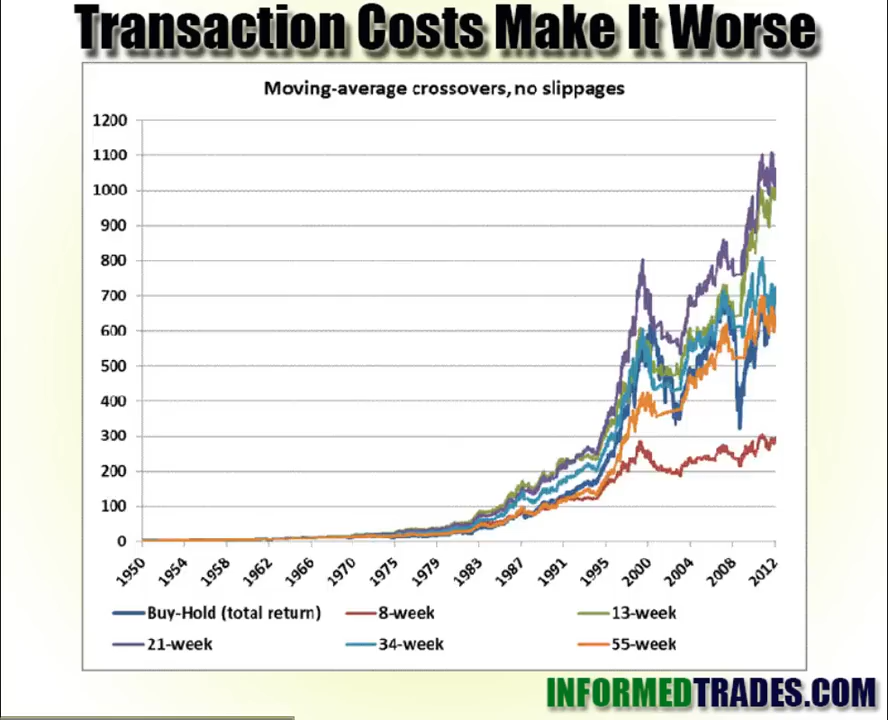 Transaction Costs Make It Worse
Moving-average crossovers, no slippages
1200
1100
1000
900
800
700
600
500
400
300
200
100
0
1950 1954 1958 1962 1966 1970 1975 1979 1983 1987 1991 1995 2000 2004 2008 2012
Buy-Hold (total return) 8-week 13-week
21-week 34-week 55-week
INFORMEDTRADES.COM